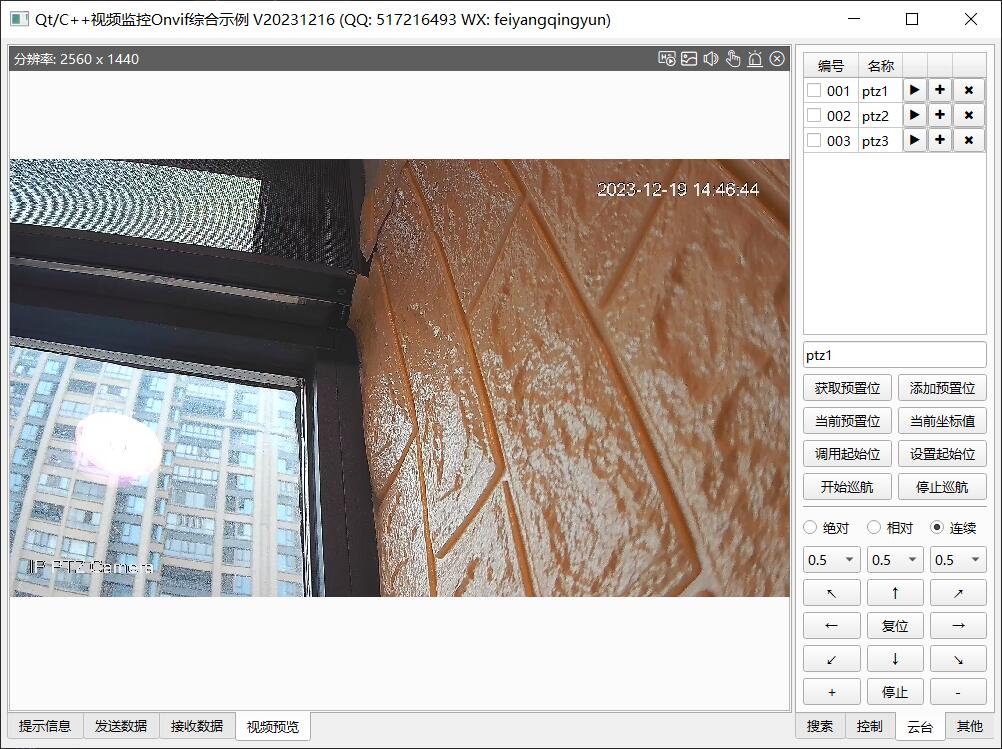 Qt/C++视频监控Onvif综合示例 V20231216 (QQ: 517216493 WX: feiyangqingyun)
分辨率: 2560 x 1440
2023-12-19 14:46:44
IP PTZ Camera
提示信息 发送数据 接收数据 视频预览
编号 名称
001 ptz1
002 ptz2
003 ptz3
ptz1
获取预置位 添加预置位
当前预置位 当前坐标值
调用起始位 设置起始位
开始巡航 停止巡航
绝对 相对 连续
0.5 0.5 0.5
↖ ↑ ↗
← 复位 →
↙ ↓ ↘
+ 停止 -
搜索 控制 云台 其他